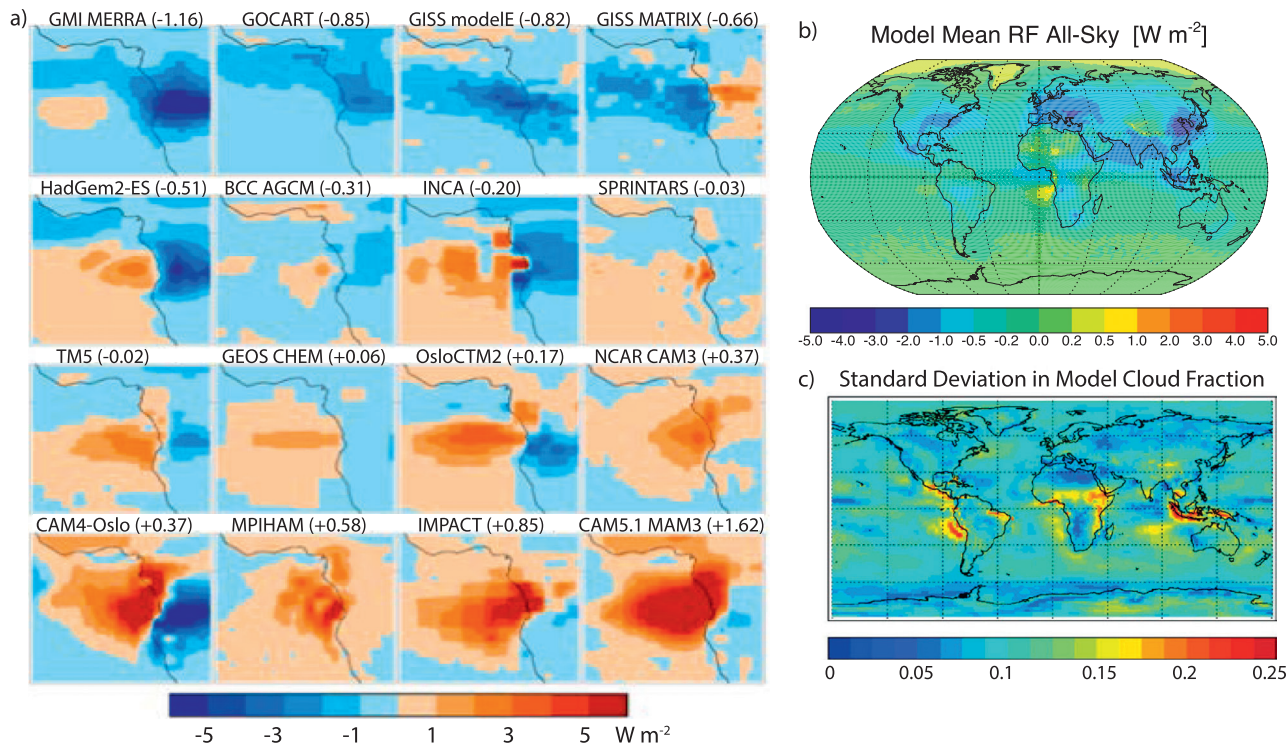 a)
GMI MERRA (-1.16) GOCART (-0.85) GISS modelE (-0.82) GISS MATRIX (-0.66)
HadGem2-ES (-0.51) BCC AGCM (-0.31) INCA (-0.20) SPRINTARS (-0.03)
TM5 (-0.02) GEOS CHEM (+0.06) OsloCTM2 (+0.17) NCAR CAM3 (+0.37)
CAM4-Oslo (+0.37) MPIHAM (+0.58) IMPACT (+0.85) CAM5.1 MAM3 (+1.62)
-5 -3 -1 1 3 5 W m-2
b)
Model Mean RF All-Sky [W m-2]
-5.0 -4.0 -3.0 -2.0 -1.0 -0.5 -0.2 0.0 0.2 0.5 1.0 2.0 3.0 4.0 5.0
c) Standard Deviation in Model Cloud Fraction
0 0.05 0.1 0.15 0.2 0.25